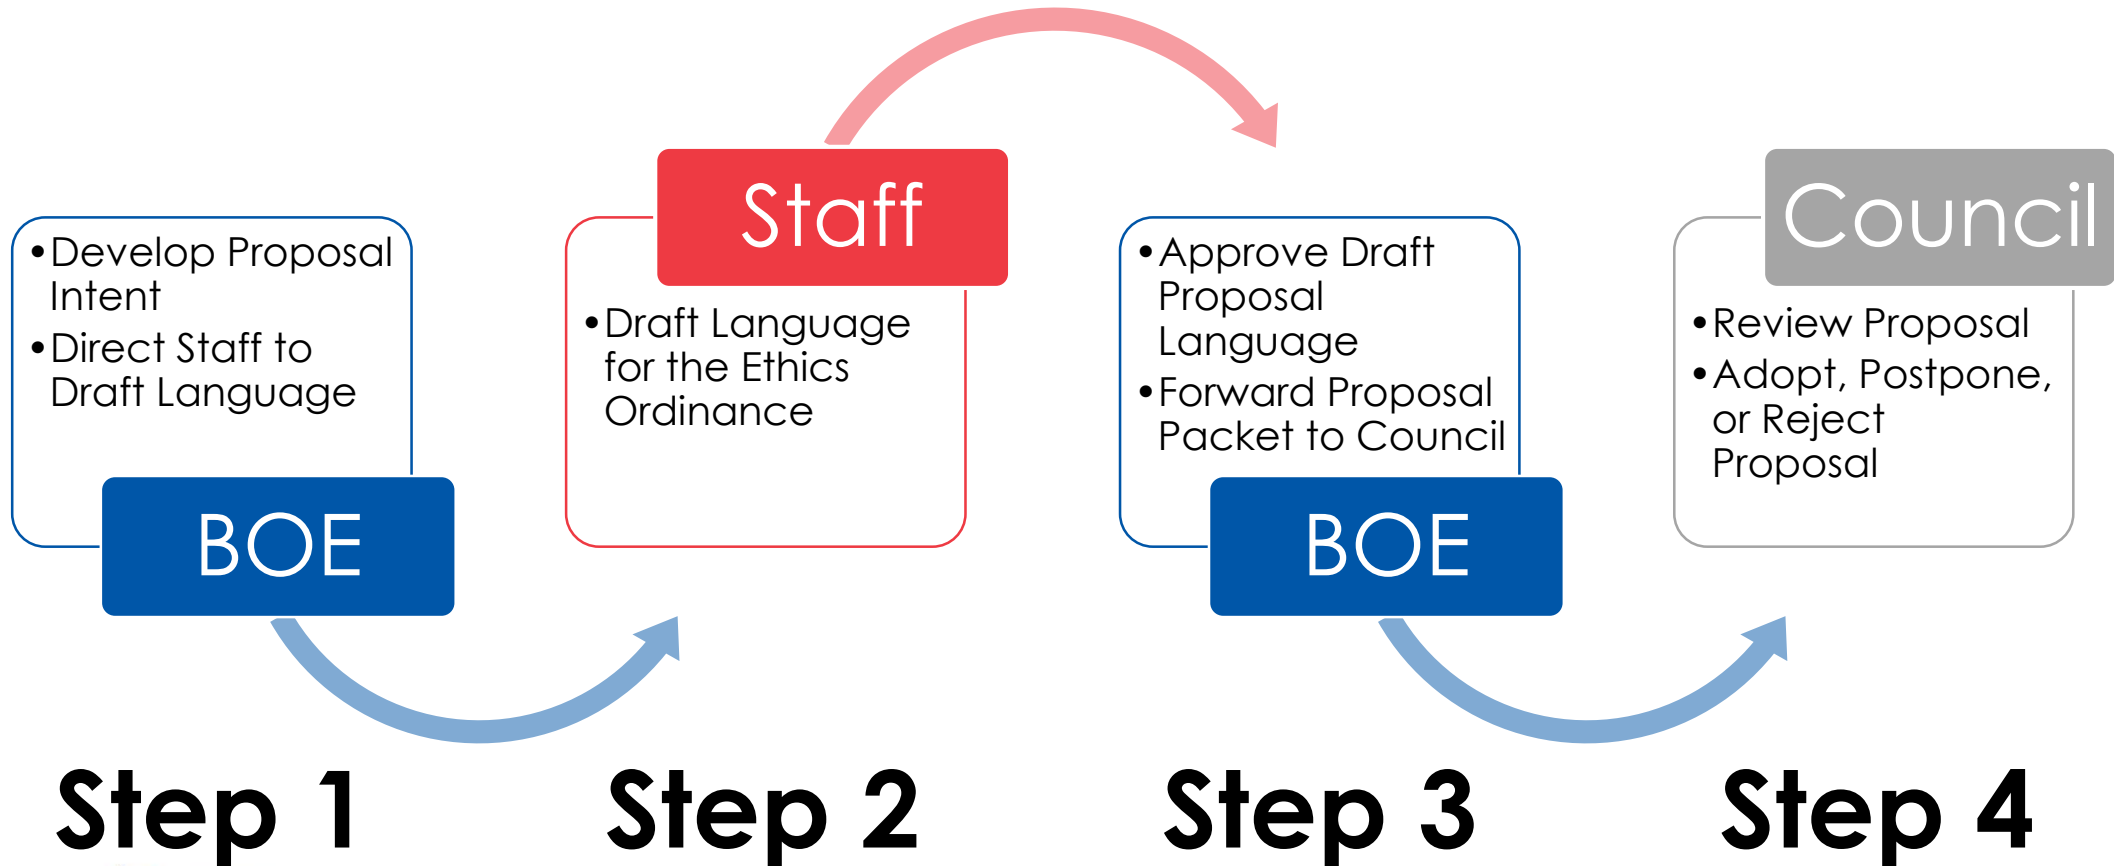 •Develop Proposal
Intent
•Direct Staff to
Draft Language
BOE
Staff
•Draft Language
for the Ethics
Ordinance
•Approve Draft
Proposal
Language
•Forward Proposal
Packet to Council
BOE
Council
•Review Proposal
•Adopt, Postpone,
or Reject
Proposal
Step 1
Step 2
Step 3
Step 4